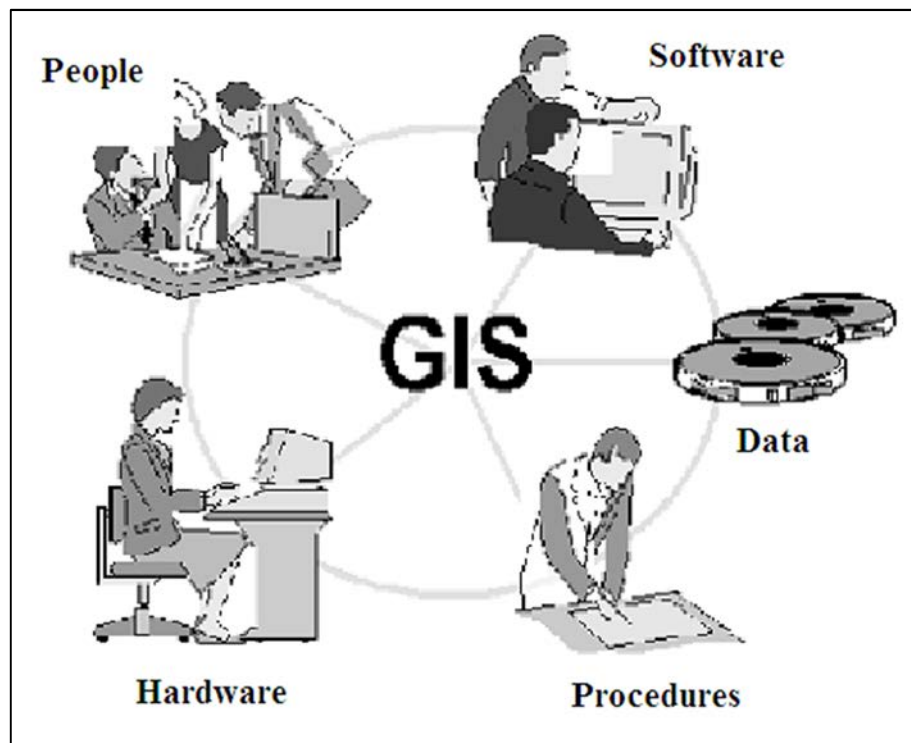 People
Software
GIS
Data
Hardware
Procedures